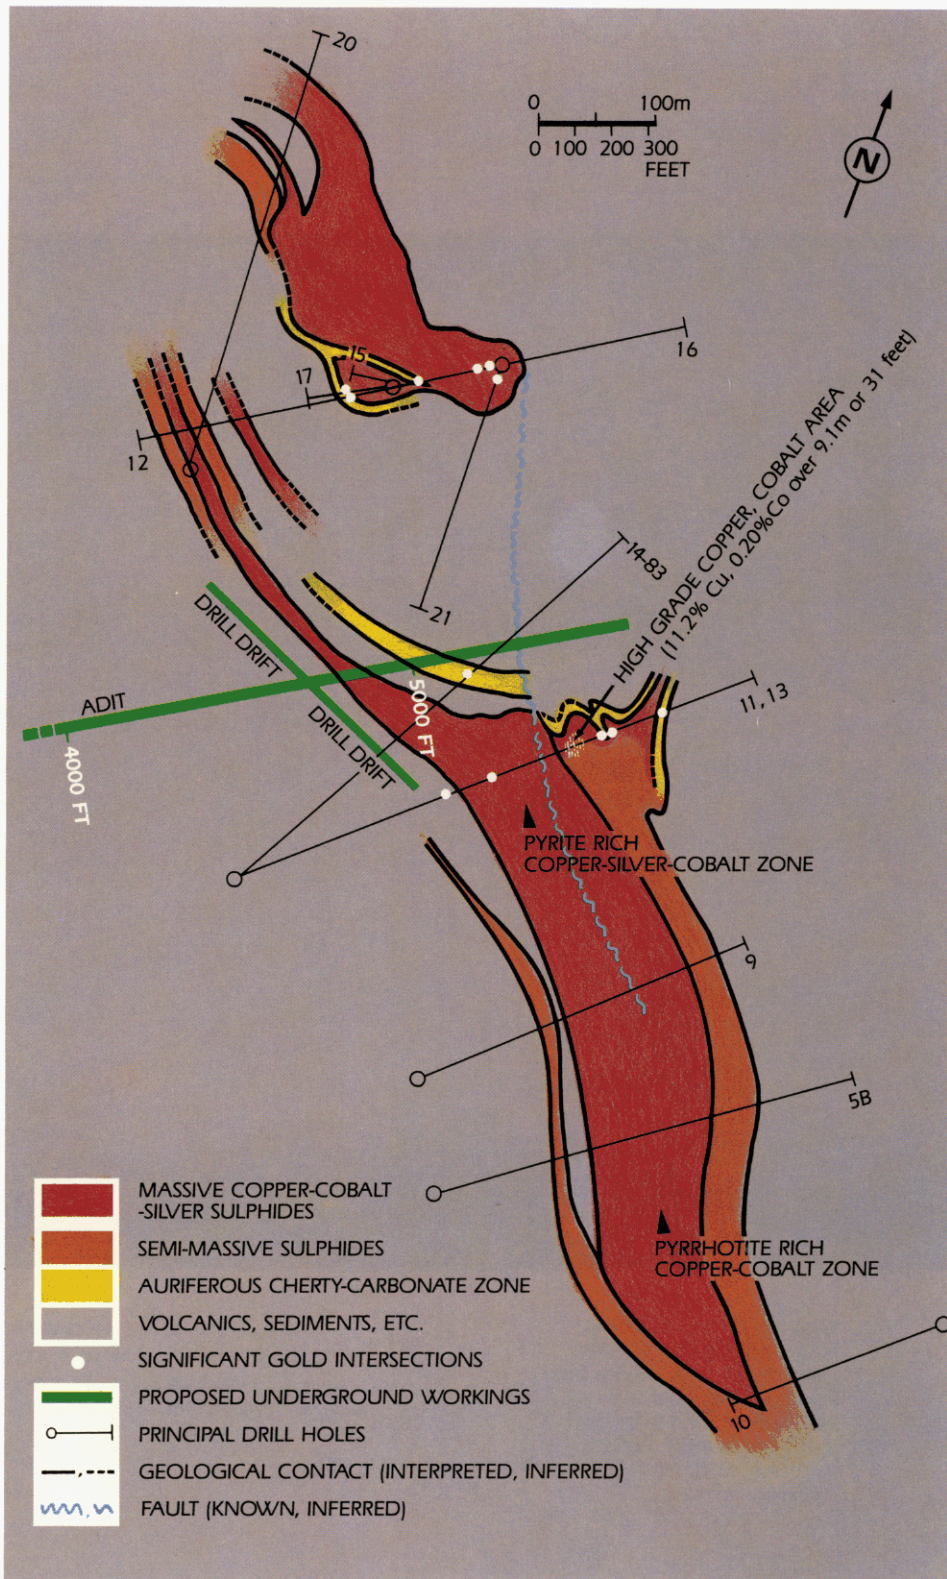 20
0 100m
0 100 200 300
FEET
N
16
15
17
12
21
14-83
HIGH GRADE COPPER, COBALT AREA
(11.2% Cu, 0.20%Co over 9.1m or 31 feet)
DRILL DRIFT
ADIT
5000 FT
4000 FT
DRILL DRIFT
11, 13
PYRITE RICH
COPPER-SILVER-COBALT ZONE
9
5B
PYRRHOTITE RICH
COPPER-COBALT ZONE
10
MASSIVE COPPER-COBALT
-SILVER SULPHIDES
SEMI-MASSIVE SULPHIDES
AURIFEROUS CHERTY-CARBONATE ZONE
VOLCANICS, SEDIMENTS, ETC.
SIGNIFICANT GOLD INTERSECTIONS
PROPOSED UNDERGROUND WORKINGS
PRINCIPAL DRILL HOLES
GEOLOGICAL CONTACT (INTERPRETED, INFERRED)
FAULT (KNOWN, INFERRED)